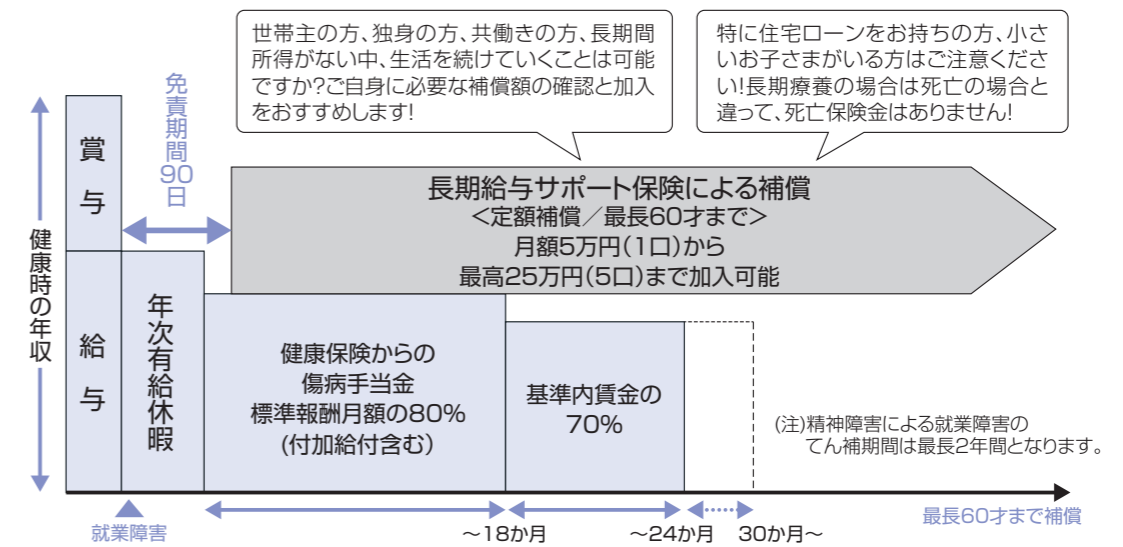 世帯主の方、独身の方、共働きの方、長期間
所得がない中、生活を続けていくことは可能
ですか?ご自身に必要な補償額の確認と加入
をおすすめします!
特に住宅ローンをお持ちの方、小さ
いお子さまがいる方はご注意くださ
い!長期療養の場合は死亡の場合と
違って、死亡保険金はありません!
免責期間90日
健康時の年収
賞与
給与
年次有給休暇
長期給与サポート保険による補償
<定額補償/最長60才まで>
月額5万円(1口)から
最高25万円(5口)まで加入可能
健康保険からの
傷病手当金
標準報酬月額の80%
(付加給付含む)
基準内賃金の
70%
(注)精神障害による就業障害の
てん補期間は最長2年間となります。
就業障害
～18か月
～24か月
30か月～
最長60才まで補償